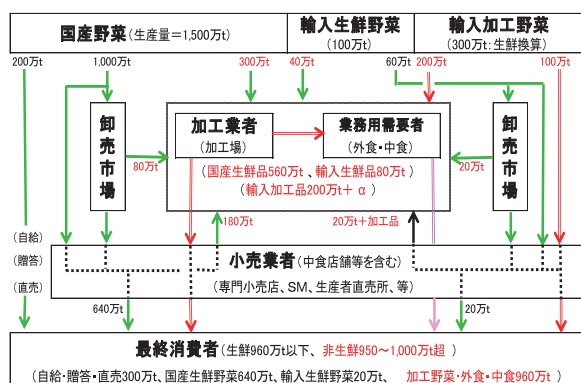 国産野菜(生産量=1,500万t)
輸入生鮮野菜
(100万t)
輸入加工野菜
(300万t:生鮮換算)
200万t
1,000万t
300万t
40万t
60万t
200万t
100万t
卸売市場
加工業者
(加工場)
業務用需要者
(外食・中食)
卸売市場
80万t
(国産生鮮品560万t、輸入生鮮品80万t)
(輸入加工品200万t+α)
20万t
180万t
20万t+加工品
(自給)
(贈答)
(直売)
小売業者(中食店舗等を含む)
(専門小売店、SM、生産者直売所、等)
640万t
20万t
最終消費者(生鮮960万t以下、非生鮮950～1,000万t超)
(自給・贈答・直売300万t、国産生鮮野菜640万t、輸入生鮮野菜20万t、 加工野菜・外食・中食960万t)